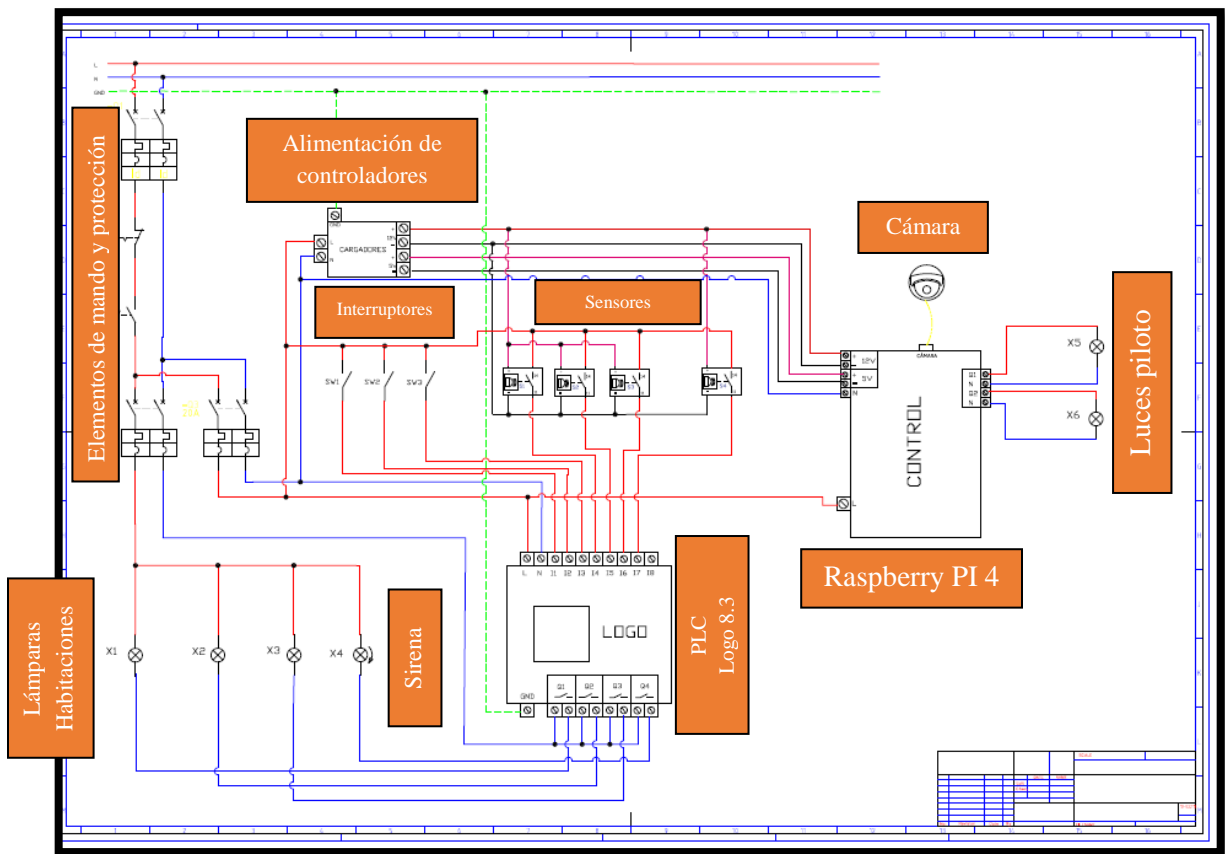 L
N
GND
Elementos de mando y protección
Alimentación de
controladores
GND
L
N
CARGADORES
+
12V
-
+
5V
-
Cámara
Interruptores
Sensores
SW1
SW2
SW3
CÁMARA
+
12V
-
+
5V
-
N
L
CONTROL
Q1
N
Q2
N
X5
X6
Luces piloto
Raspberry PI 4
L
N
I1
I2
I3
I4
I5
I6
I7
I8
LOGO
Q1
Q2
Q3
Q4
GND
PLC
Logo 8.3
Lámparas
Habitaciones
X1
X2
X3
X4
Sirena